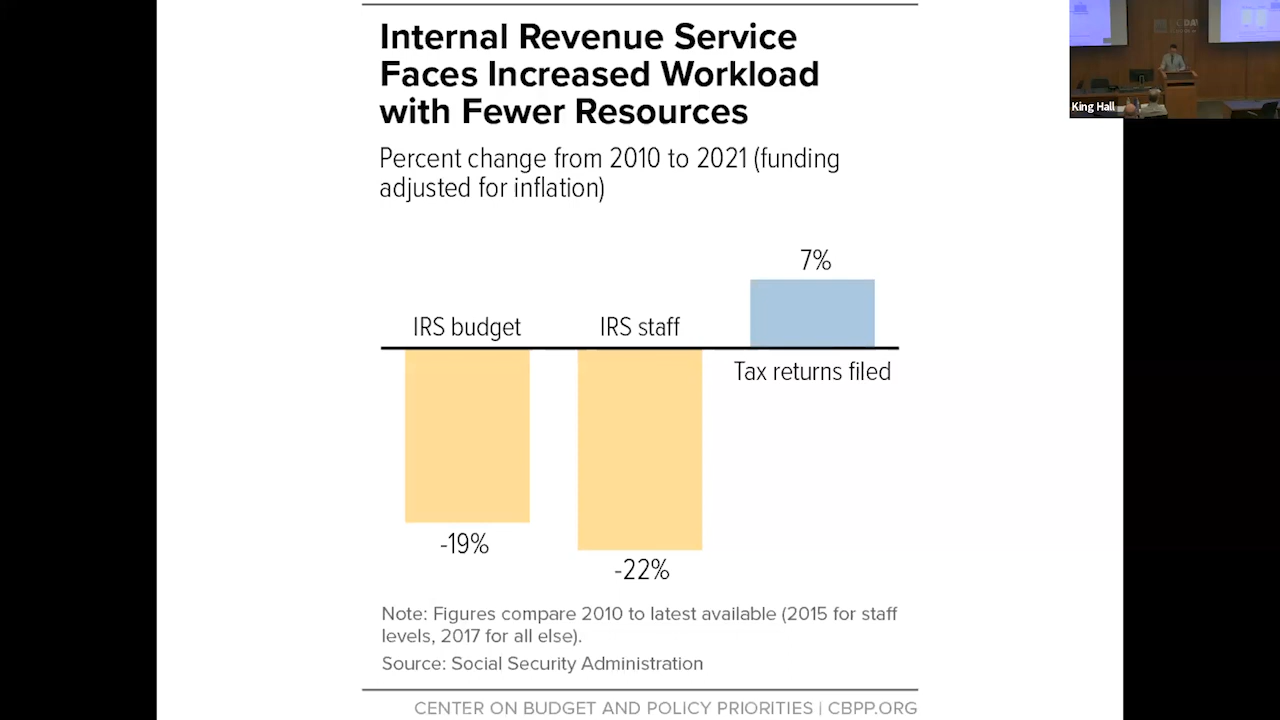 Internal Revenue Service
Faces Increased Workload
with Fewer Resources
Percent change from 2010 to 2021 (funding
adjusted for inflation)
7%
IRS budget
IRS staff
Tax returns filed
-19%
-22%
Note: Figures compare 2010 to latest available (2015 for staff
levels, 2017 for all else).
Source: Social Security Administration
CENTER ON BUDGET AND POLICY PRIORITIES | CBPP.ORG
King Hall